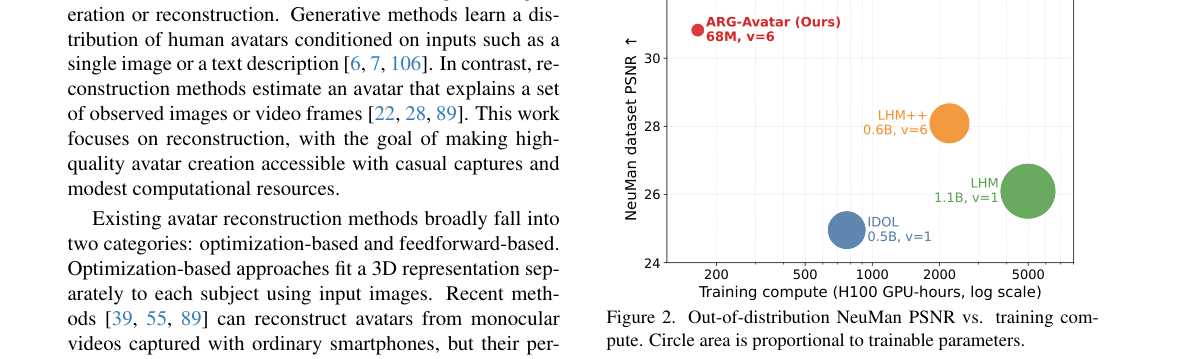 eration or reconstruction. Generative methods learn a dis-
tribution of human avatars conditioned on inputs such as a
single image or a text description [6, 7, 106]. In contrast, re-
construction methods estimate an avatar that explains a set
of observed images or video frames [22, 28, 89]. This work
focuses on reconstruction, with the goal of making high-
quality avatar creation accessible with casual captures and
modest computational resources.
Existing avatar reconstruction methods broadly fall into
two categories: optimization-based and feedforward-based.
Optimization-based approaches fit a 3D representation sep-
arately to each subject using input images. Recent meth-
ods [39, 55, 89] can reconstruct avatars from monocular
videos captured with ordinary smartphones, but their per-
NeuMan dataset PSNR ↑
30
28
26
24
ARG-Avatar (Ours)
68M, v=6
LHM++
0.6B, v=6
LHM
1.1B, v=1
IDOL
0.5B, v=1
200 500 1000 2000 5000
Training compute (H100 GPU-hours, log scale)
Figure 2. Out-of-distribution NeuMan PSNR vs. training com-
pute. Circle area is proportional to trainable parameters.